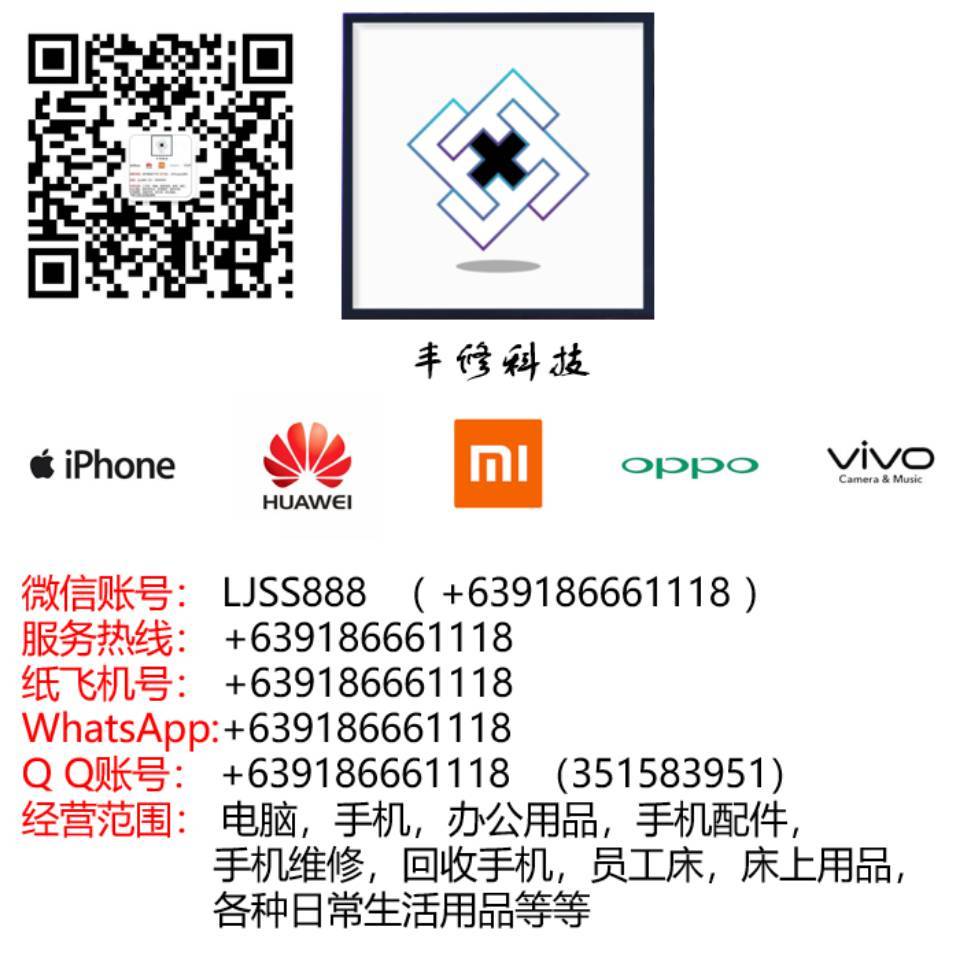 丰修科技
iPhone
HUAWEI
mi
oppo
vivo
Camera & Music
微信账号： LJSS888 （ +639186661118 ）
服务热线： +639186661118
纸飞机号： +639186661118
WhatsApp:+639186661118
Q Q账号： +639186661118 （351583951）
经营范围： 电脑，手机，办公用品，手机配件，
手机维修，回收手机，员工床，床上用品，
各种日常生活用品等等